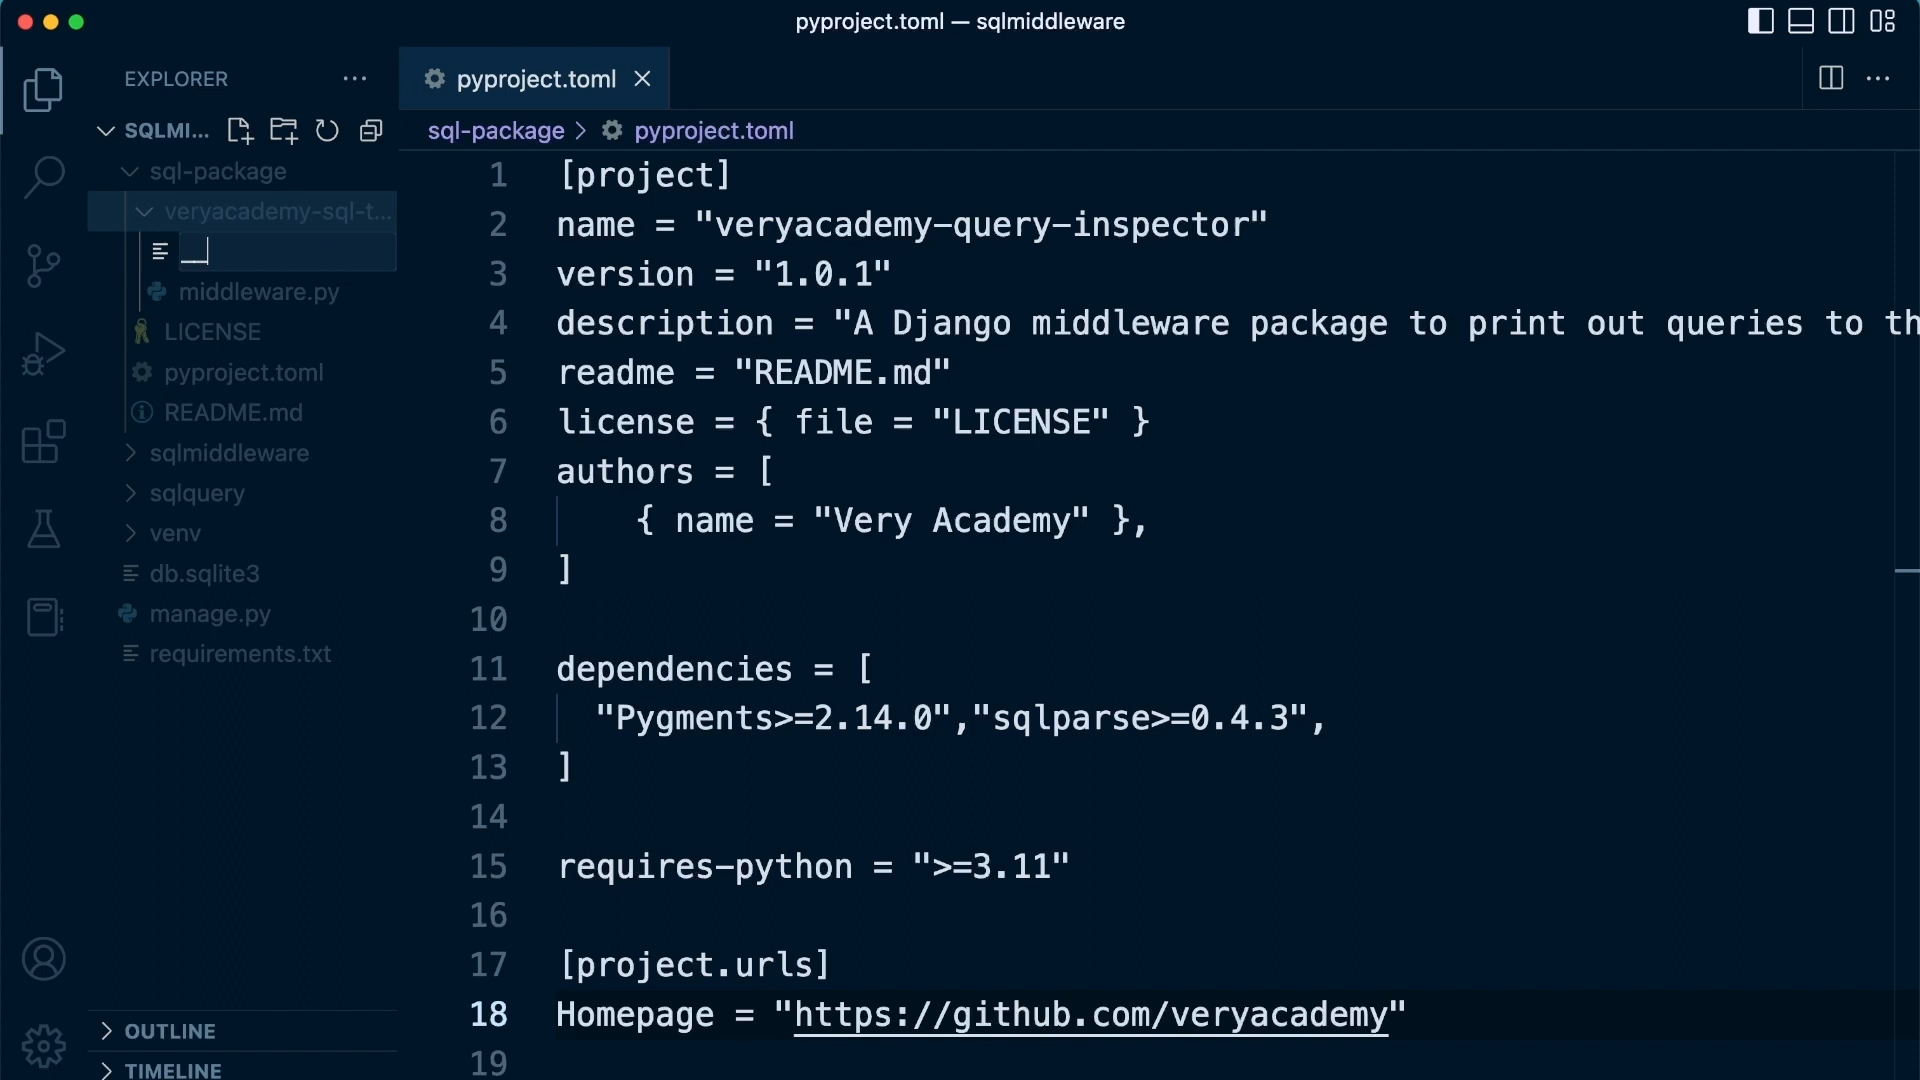 pyproject.toml — sqlmiddleware
EXPLORER
pyproject.toml
SQLMI...
sql-package > pyproject.toml
sql-package
veryacademy-sql-t...
__
middleware.py
LICENSE
pyproject.toml
README.md
sqlmiddleware
sqlquery
venv
db.sqlite3
manage.py
requirements.txt
OUTLINE
TIMELINE
1 [project]
2 name = "veryacademy-query-inspector"
3 version = "1.0.1"
4 description = "A Django middleware package to print out queries to th
5 readme = "README.md"
6 license = { file = "LICENSE" }
7 authors = [
8     { name = "Very Academy" },
9 ]
10
11 dependencies = [
12   "Pygments>=2.14.0","sqlparse>=0.4.3",
13 ]
14
15 requires-python = ">=3.11"
16
17 [project.urls]
18 Homepage = "https://github.com/veryacademy"
19